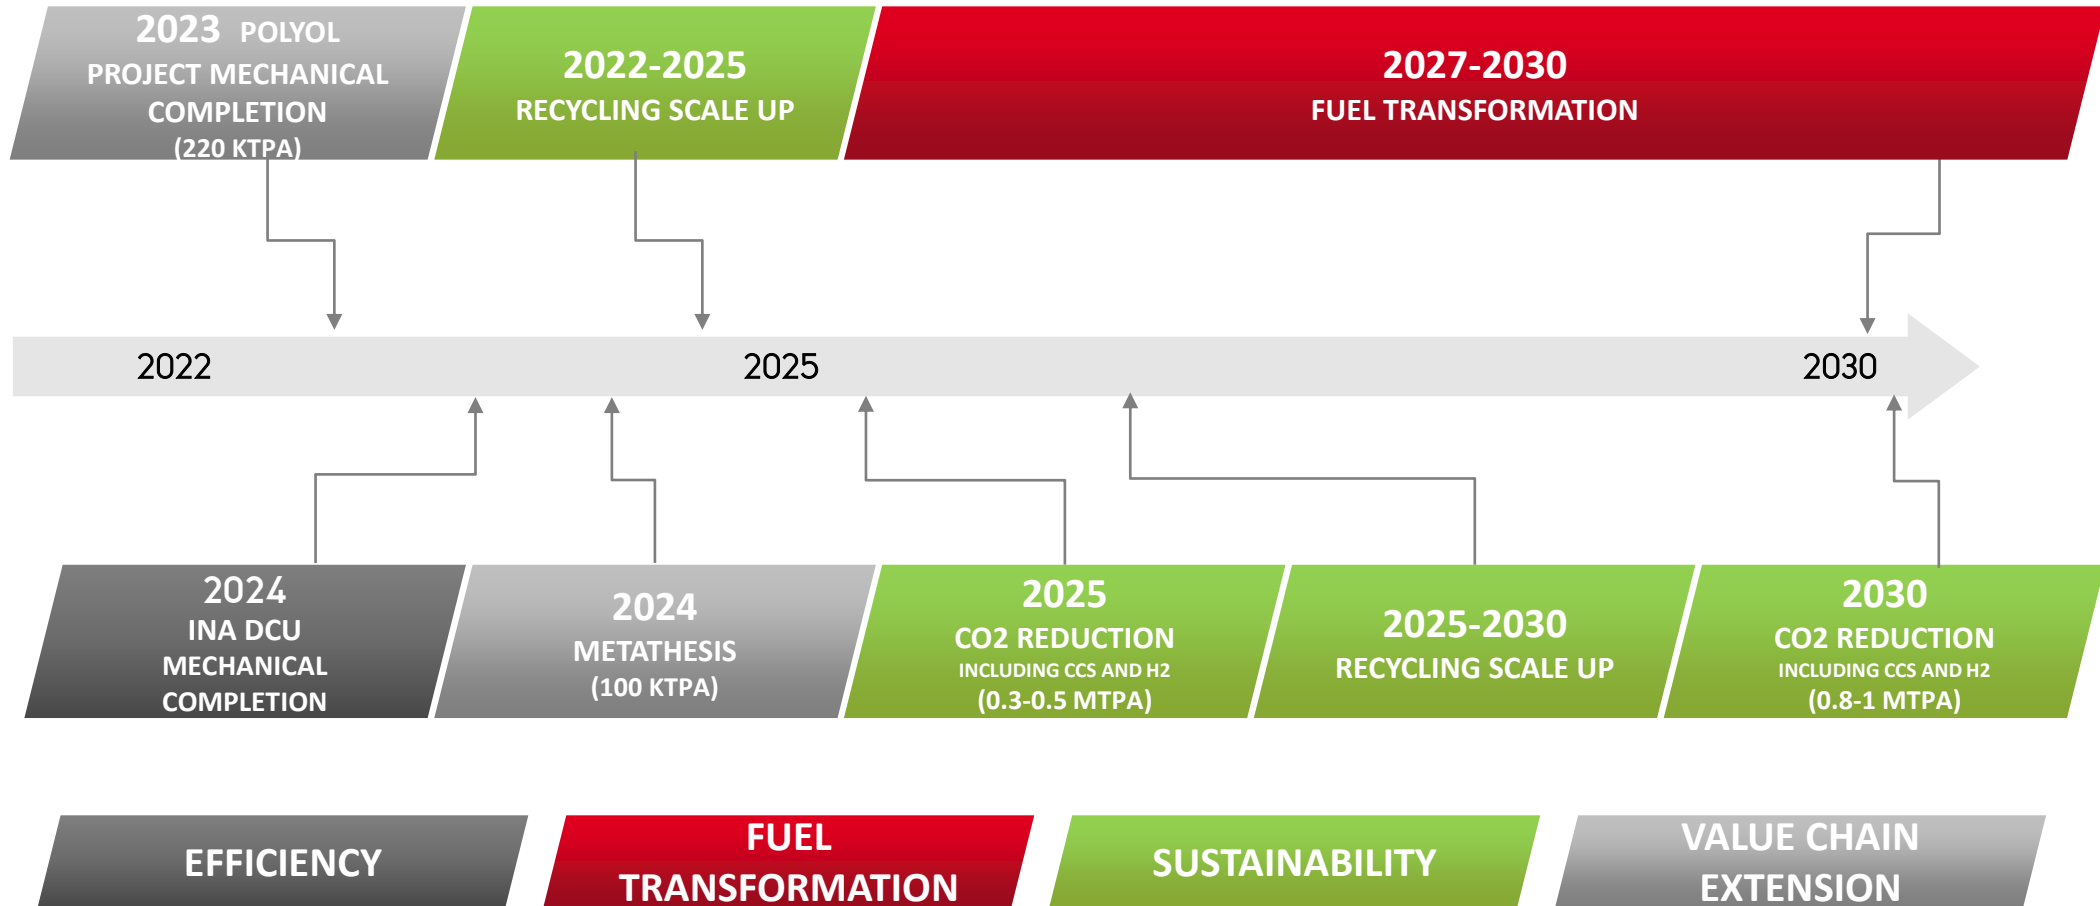 2023 POLYOL
PROJECT MECHANICAL
COMPLETION
(220 KTPA)
2022-2025
RECYCLING SCALE UP
2027-2030
FUEL TRANSFORMATION
2022
2025
2030
2024
INA DCU
MECHANICAL
COMPLETION
2024
METATHESIS
(100 KTPA)
2025
CO2 REDUCTION
INCLUDING CCS AND H2
(0.3-0.5 MTPA)
2025-2030
RECYCLING SCALE UP
2030
CO2 REDUCTION
INCLUDING CCS AND H2
(0.8-1 MTPA)
EFFICIENCY
FUEL
TRANSFORMATION
SUSTAINABILITY
VALUE CHAIN
EXTENSION